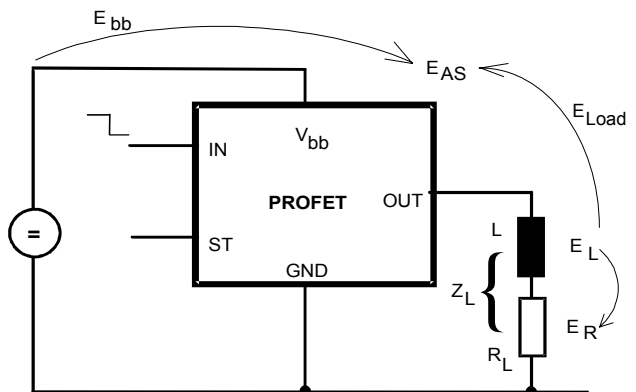 E bb
E AS
E Load
IN
V bb
PROFET
OUT
ST
GND
=
L
E L
Z L
{
E R
R L